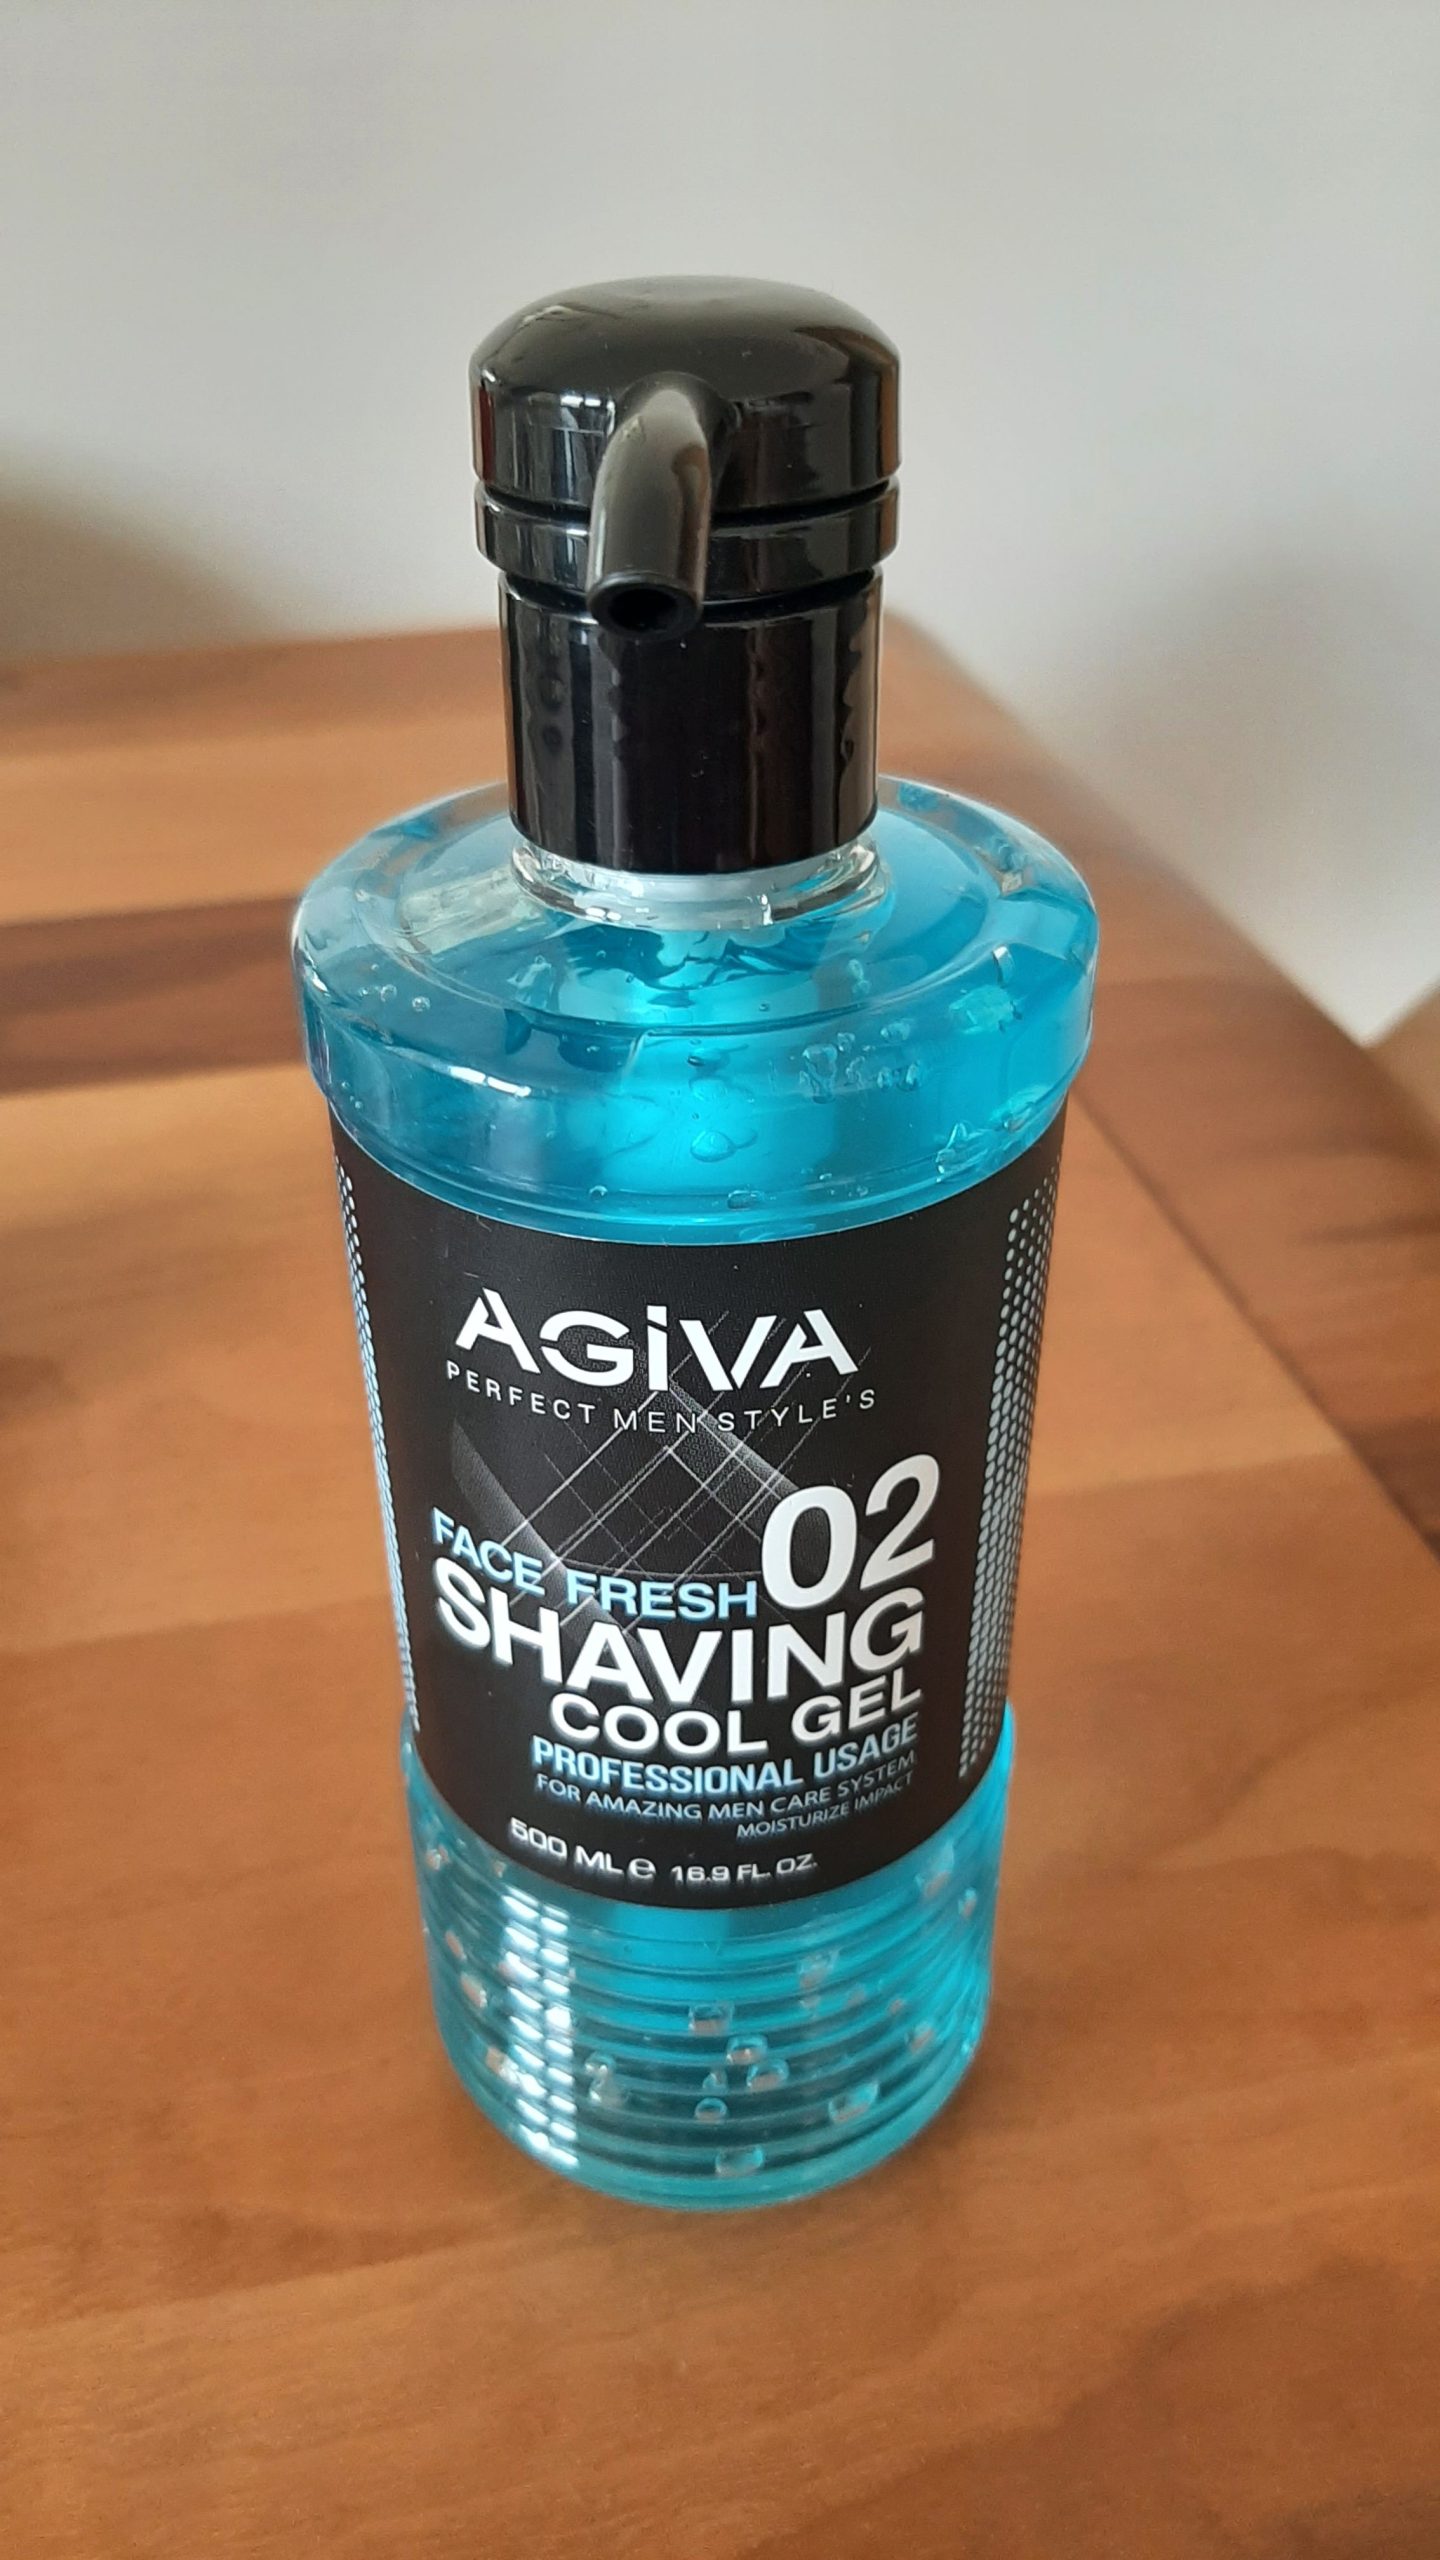 AGiVA
PERFECT MEN STYLE'S
02
FACE FRESH
SHAVING
COOL GEL
PROFESSIONAL USAGE
FOR AMAZING MEN CARE SYSTEM
MOISTURIZE IMPACT
500 ML e 16.9 FL. OZ.